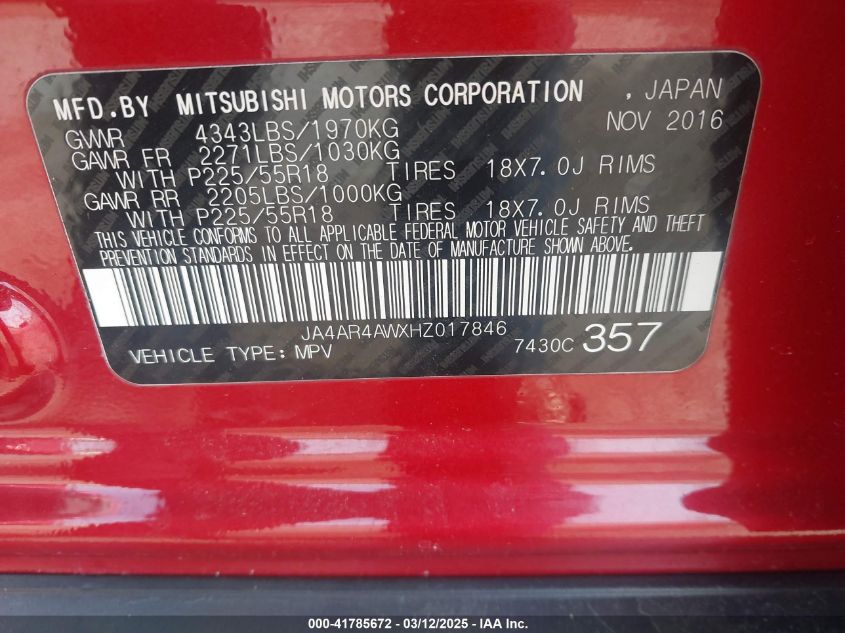 MFD.BY MITSUBISHI MOTORS CORPORATION , JAPAN
GVWR 4343LBS/1970KG NOV 2016
GAWR FR 2271LBS/1030KG
WITH P225/55R18 TIRES 18X7.0J RIMS
GAWR RR 2205LBS/1000KG
WITH P225/55R18 TIRES 18X7.0J RIMS
THIS VEHICLE CONFORMS TO ALL APPLICABLE FEDERAL MOTOR VEHICLE SAFETY AND THEFT
PREVENTION STANDARDS IN EFFECT ON THE DATE OF MANUFACTURE SHOWN ABOVE.
JA4AR4AWXHZ017846
VEHICLE TYPE: MPV 7430C 357
000-41785672 - 03/12/2025 - IAA, Inc.